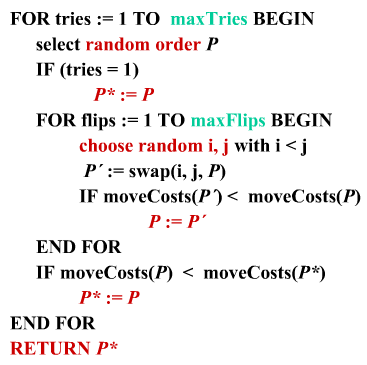 FOR tries := 1 TO maxTries BEGIN
select random order P
IF (tries = 1)
P* := P
FOR flips := 1 TO maxFlips BEGIN
choose random i, j with i < j
P´ := swap(i, j, P)
IF moveCosts(P´) < moveCosts(P)
P := P´
END FOR
IF moveCosts(P) < moveCosts(P*)
P* := P
END FOR
RETURN P*